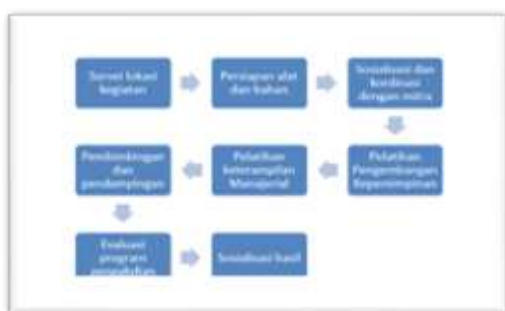 Survei lokasi
kegiatan
Persiapan alat
dan bahan
Sosialisasi dan
dengan mitra
Pelatihan
Pengembangan
Kepemimpinan
Pelatihan
keterampilan
Manajerial
Pembimbingan
dan
pendampingan
Evaluasi
program
Sosialisasi hasil